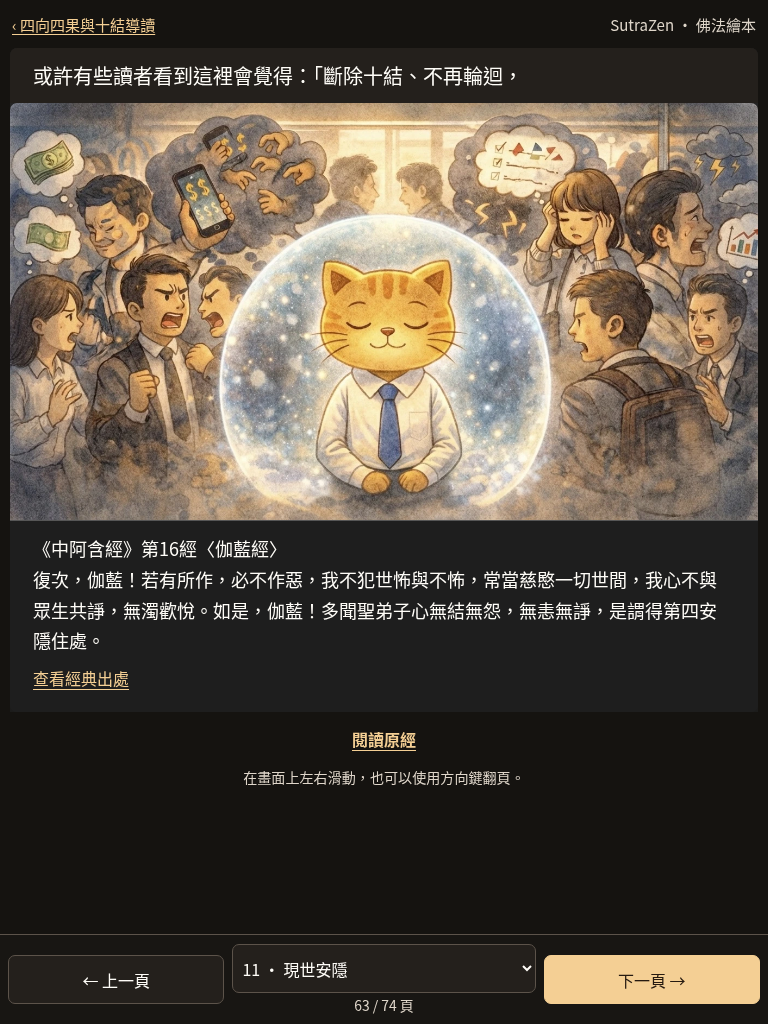 ‹ 四向四果與十結導讀
SutraZen · 佛法繪本
或許有些讀者看到這裡會覺得：「斷除十結、不再輪迴，
$$
$$
$$$
《中阿含經》第16經〈伽藍經〉
復次，伽藍！若有所作，必不作惡，我不犯世怖與不怖，常當慈愍一切世間，我心不與
眾生共諍，無濁歡悅。如是，伽藍！多聞聖弟子心無結無怨，無恚無諍，是謂得第四安
隱住處。
查看經典出處
閱讀原經
在畫面上左右滑動，也可以使用方向鍵翻頁。
← 上一頁
11 · 現世安隱
下一頁 →
63 / 74 頁